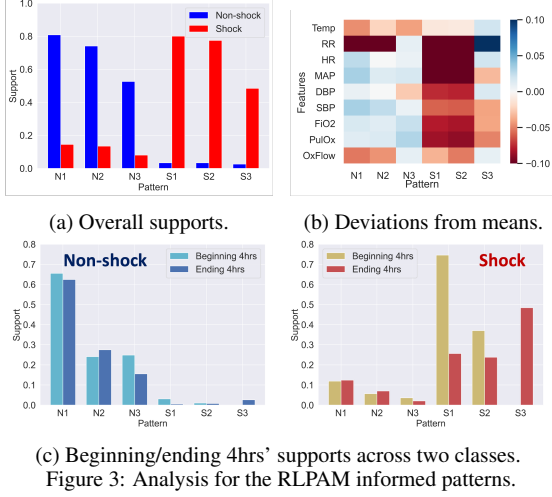 Non-shock
Shock
Support
1.0
0.8
0.6
0.4
0.2
0.0
N1 N2 N3 S1 S2 S3
Pattern
Features
Temp
RR
HR
MAP
DBP
SBP
FiO2
PulOx
OxFlow
N1 N2 N3 S1 S2 S3
Pattern
0.10
0.05
0.00
−0.05
−0.10
(a) Overall supports.
(b) Deviations from means.
Non-shock
Beginning 4hrs
Ending 4hrs
Support
0.8
0.7
0.6
0.5
0.4
0.3
0.2
0.1
0.0
N1 N2 N3 S1 S2 S3
Pattern
Shock
Beginning 4hrs
Ending 4hrs
Support
0.8
0.7
0.6
0.5
0.4
0.3
0.2
0.1
0.0
N1 N2 N3 S1 S2 S3
Pattern
(c) Beginning/ending 4hrs' supports across two classes.
Figure 3: Analysis for the RLPAM informed patterns.